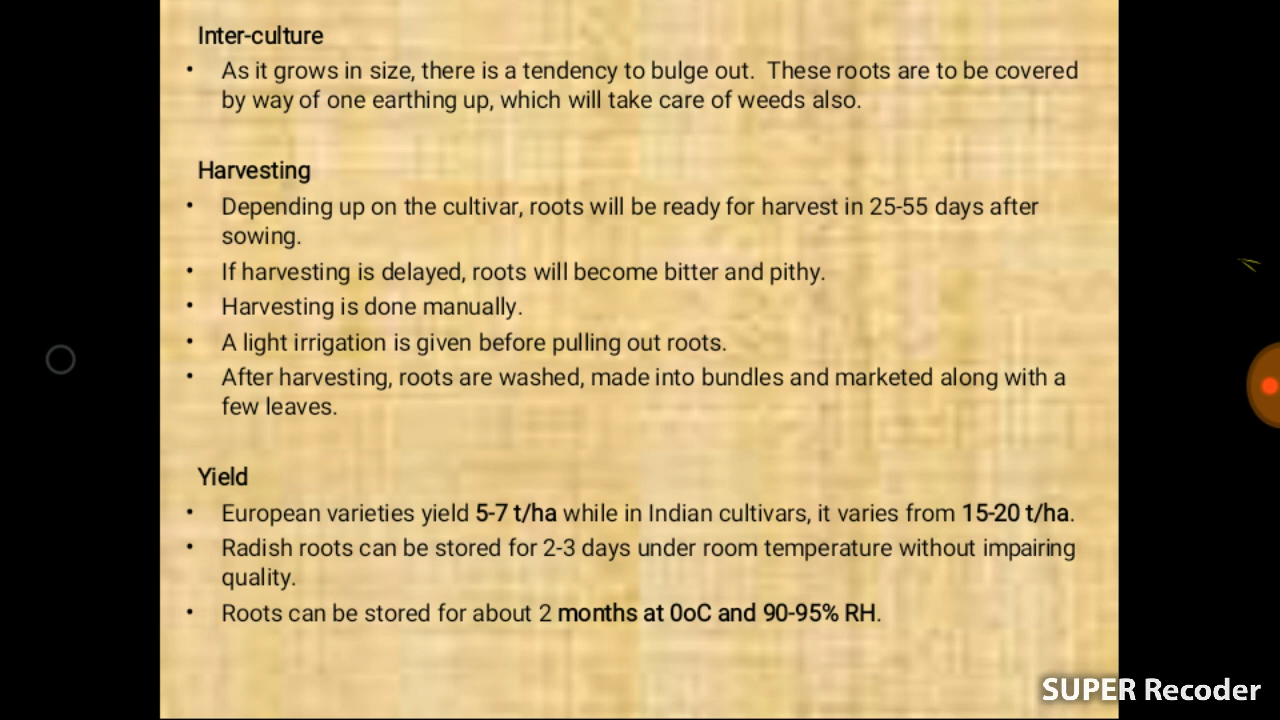 Inter-culture
• As it grows in size, there is a tendency to bulge out. These roots are to be covered
by way of one earthing up, which will take care of weeds also.
Harvesting
• Depending up on the cultivar, roots will be ready for harvest in 25-55 days after
sowing.
• If harvesting is delayed, roots will become bitter and pithy.
• Harvesting is done manually.
• A light irrigation is given before pulling out roots.
• After harvesting, roots are washed, made into bundles and marketed along with a
few leaves.
Yield
• European varieties yield 5-7 t/ha while in Indian cultivars, it varies from 15-20 t/ha.
• Radish roots can be stored for 2-3 days under room temperature without impairing
quality.
• Roots can be stored for about 2 months at 0oC and 90-95% RH.
SUPER Recoder